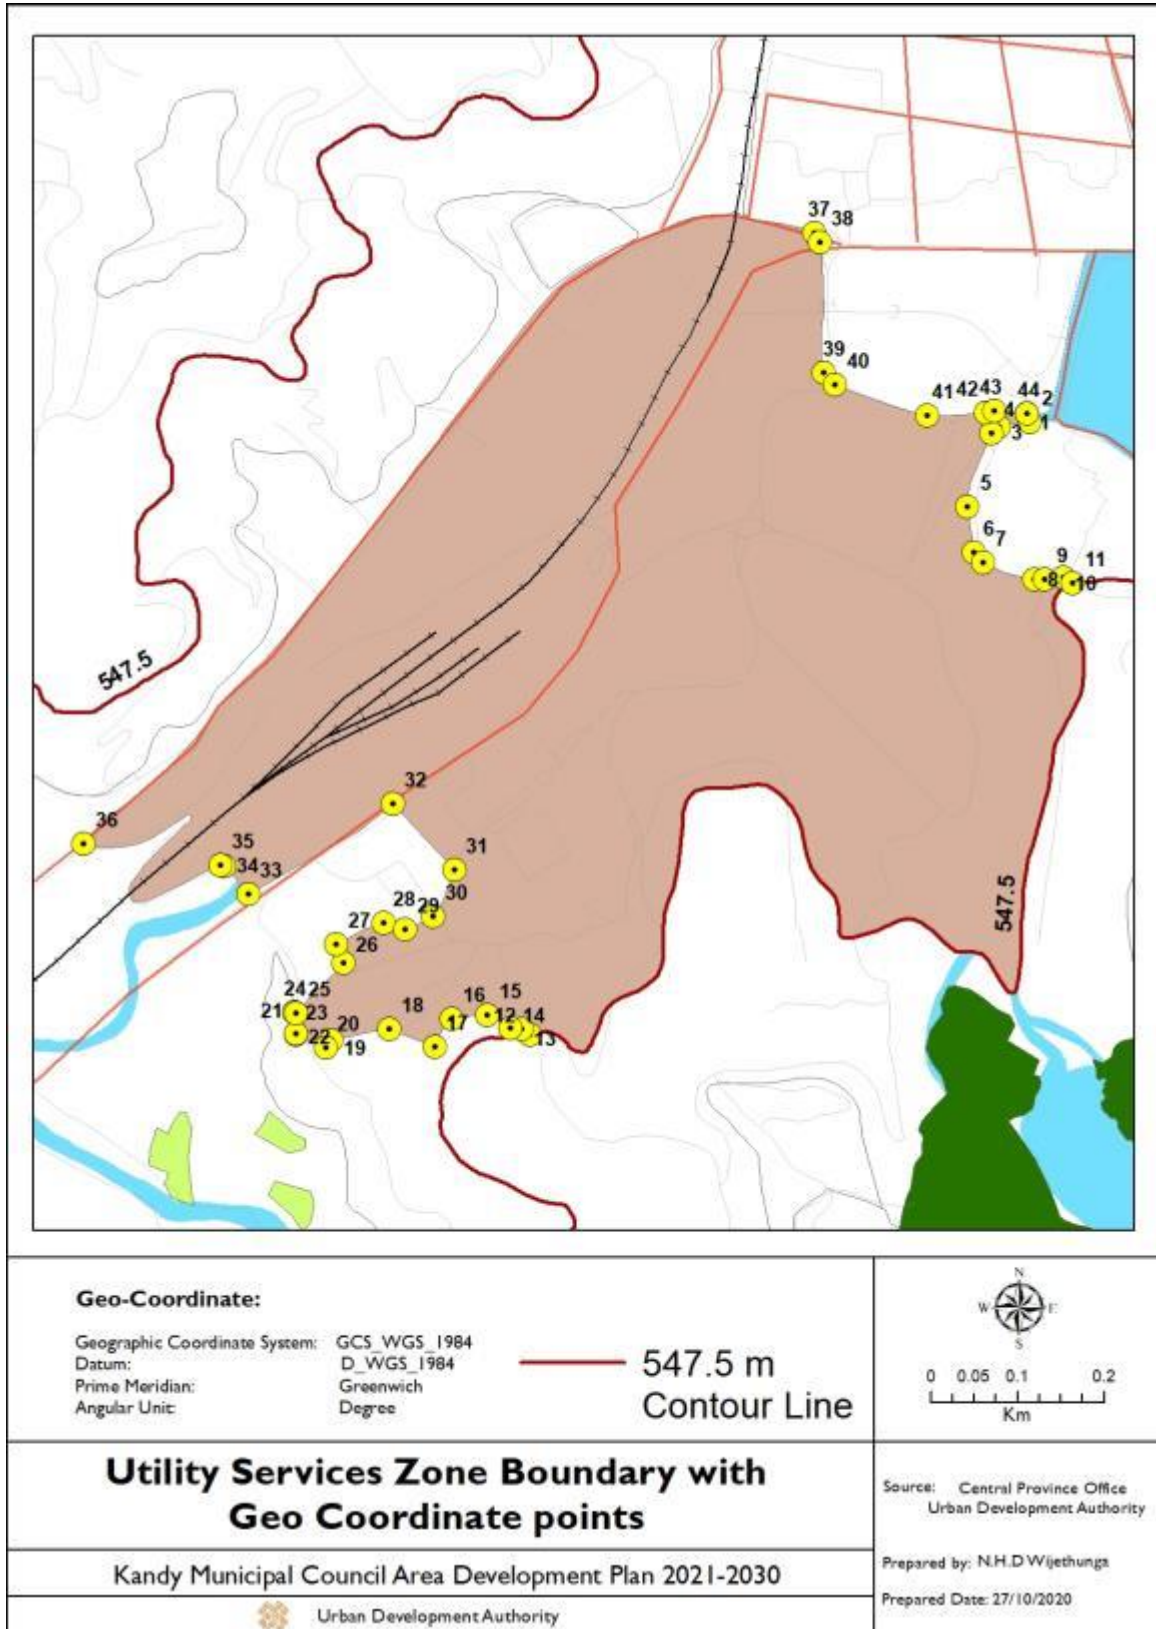 37
38
39
40
41
42
43
44
2
4
3
1
5
6
7
9
11
8
10
547.5
32
36
31
35
34
33
30
28
29
27
26
547.5
24
25
21
23
22
20
19
18
17
16
15
12
14
13
Geo-Coordinate:
Geographic Coordinate System: GCS_WGS_1984
Datum: D_WGS_1984
Prime Meridian: Greenwich
Angular Unit: Degree
547.5 m
Contour Line
N
W E
S
0 0.05 0.1 0.2
Km
Utility Services Zone Boundary with
Geo Coordinate points
Kandy Municipal Council Area Development Plan 2021-2030
Urban Development Authority
Source: Central Province Office
Urban Development Authority
Prepared by: N.H.D Wijethunga
Prepared Date: 27/10/2020